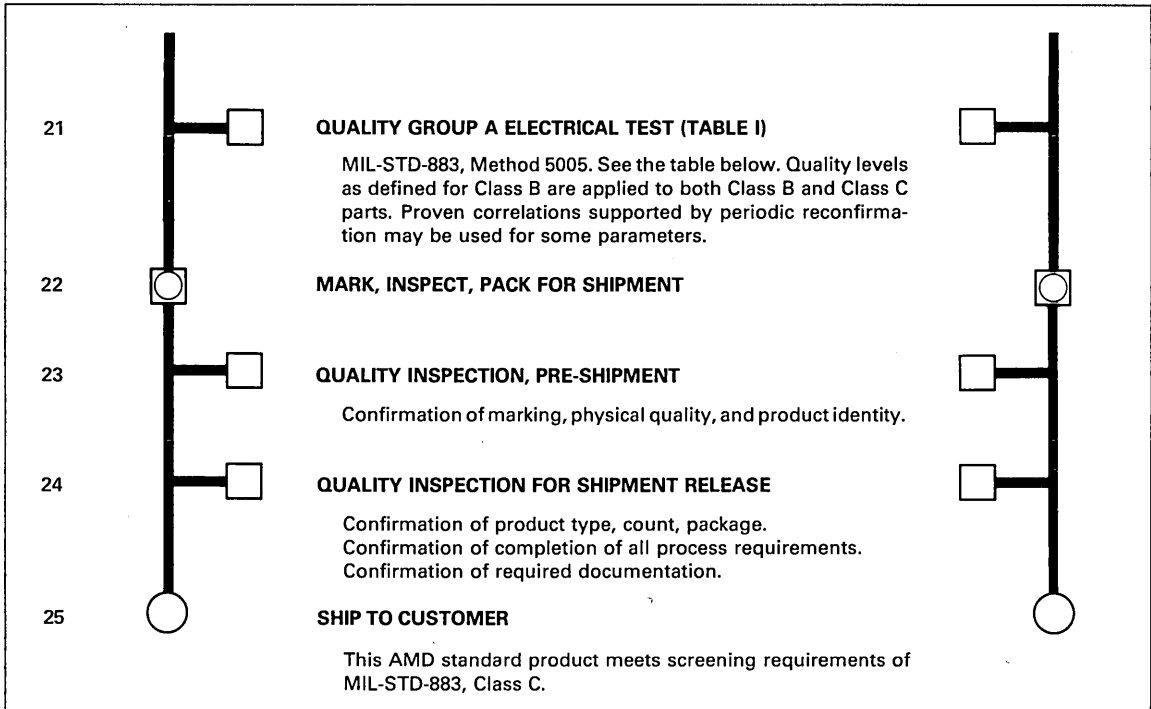 21 QUALITY GROUP A ELECTRICAL TEST (TABLE I)
MIL-STD-883, Method 5005. See the table below. Quality levels
as defined for Class B are applied to both Class B and Class C
parts. Proven correlations supported by periodic reconfirma-
tion may be used for some parameters.
22 MARK, INSPECT, PACK FOR SHIPMENT
23 QUALITY INSPECTION, PRE-SHIPMENT
Confirmation of marking, physical quality, and product identity.
24 QUALITY INSPECTION FOR SHIPMENT RELEASE
Confirmation of product type, count, package.
Confirmation of completion of all process requirements.
Confirmation of required documentation.
25 SHIP TO CUSTOMER
This AMD standard product meets screening requirements of
MIL-STD-883, Class C.